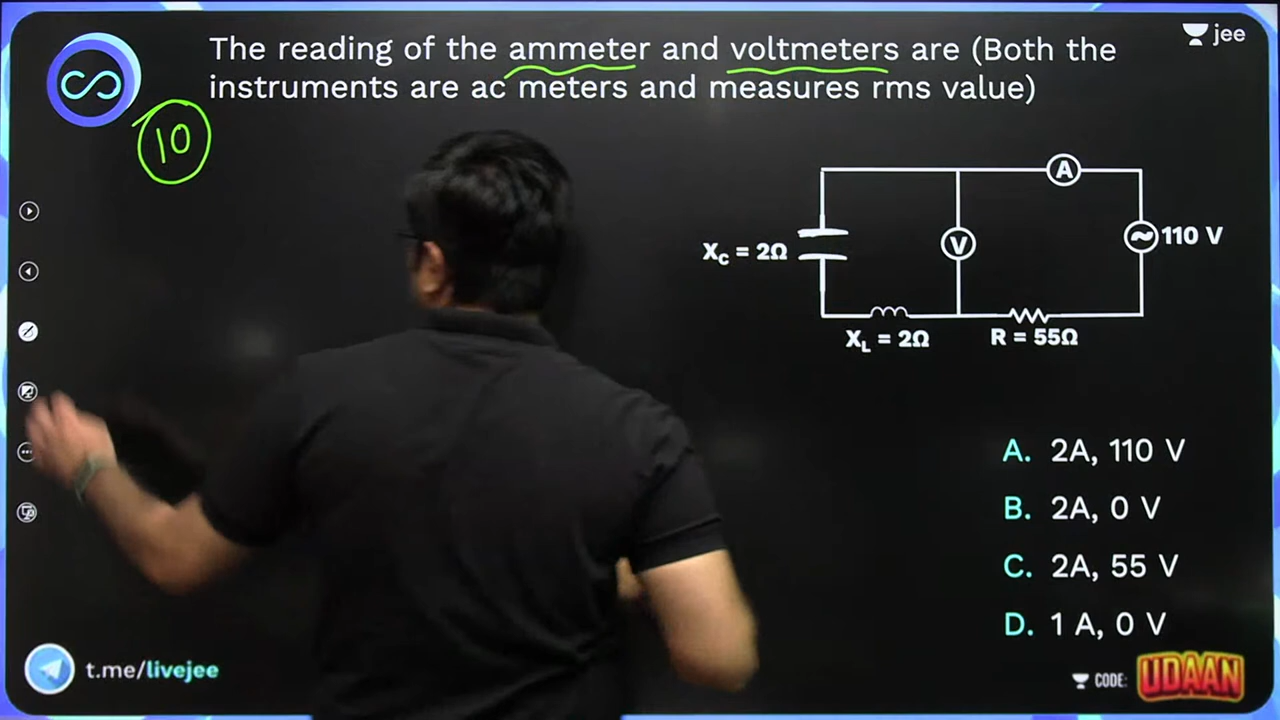 The reading of the ammeter and voltmeters are (Both the
instruments are ac meters and measures rms value)
jee
10
A
V
110 V
X_C = 2Ω
X_L = 2Ω
R = 55Ω
A. 2A, 110 V
B. 2A, 0 V
C. 2A, 55 V
D. 1 A, 0 V
t.me/livejee
CODE: UDAAN